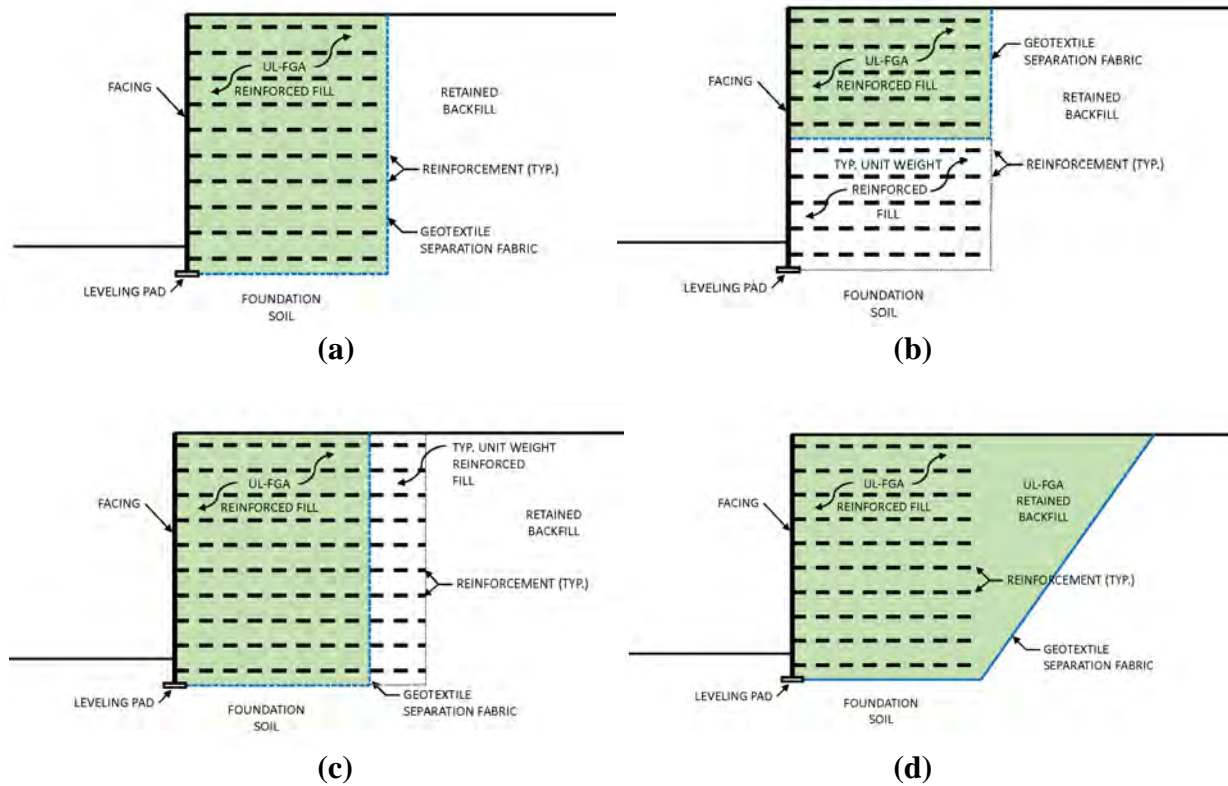 UL-FGA
REINFORCED FILL
FACING
RETAINED
BACKFILL
REINFORCEMENT (TYP.)
GEOTEXTILE
SEPARATION FABRIC
LEVELING PAD
FOUNDATION
SOIL
(a)
UL-FGA
REINFORCED FILL
GEOTEXTILE
SEPARATION FABRIC
FACING
RETAINED
BACKFILL
TYP. UNIT WEIGHT
REINFORCED
FILL
REINFORCEMENT (TYP.)
LEVELING PAD
FOUNDATION
SOIL
(b)
TYP. UNIT WEIGHT
REINFORCED
FILL
UL-FGA
REINFORCED FILL
FACING
RETAINED
BACKFILL
REINFORCEMENT (TYP.)
LEVELING PAD
GEOTEXTILE
SEPARATION FABRIC
FOUNDATION
SOIL
(c)
UL-FGA
REINFORCED FILL
UL-FGA
RETAINED
BACKFILL
FACING
REINFORCEMENT (TYP.)
GEOTEXTILE
SEPARATION FABRIC
LEVELING PAD
FOUNDATION
SOIL
(d)